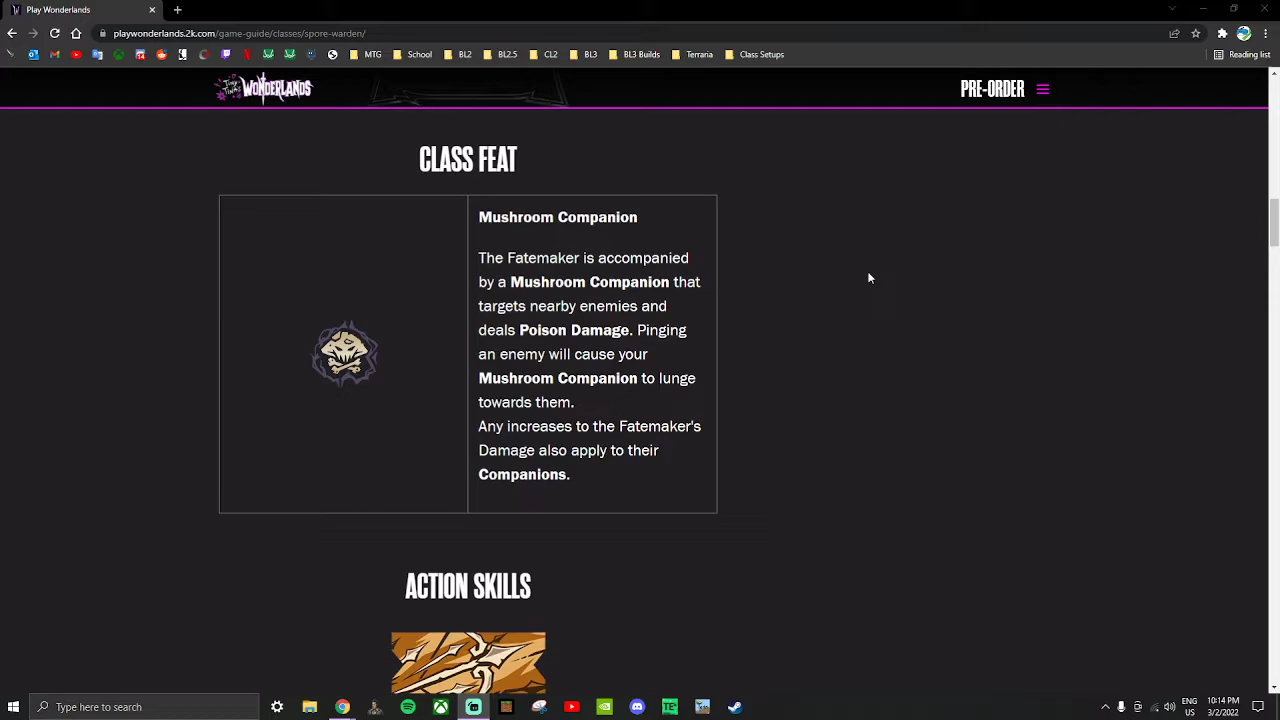 Play Wonderlands
playwonderlands.2k.com/game-guide/classes/spore-warden/
MTG
School
BL2
BL2.5
CL2
BL3
BL3 Builds
Terraria
Class Setups
Reading list
Tiny Tina's
WONDERLANDS
PRE-ORDER
CLASS FEAT
Mushroom Companion
The Fatemaker is accompanied
by a Mushroom Companion that
targets nearby enemies and
deals Poison Damage. Pinging
an enemy will cause your
Mushroom Companion to lunge
towards them.
Any increases to the Fatemaker's
Damage also apply to their
Companions.
ACTION SKILLS
Type here to search
ENG
US
10:14 PM
3/2/2022